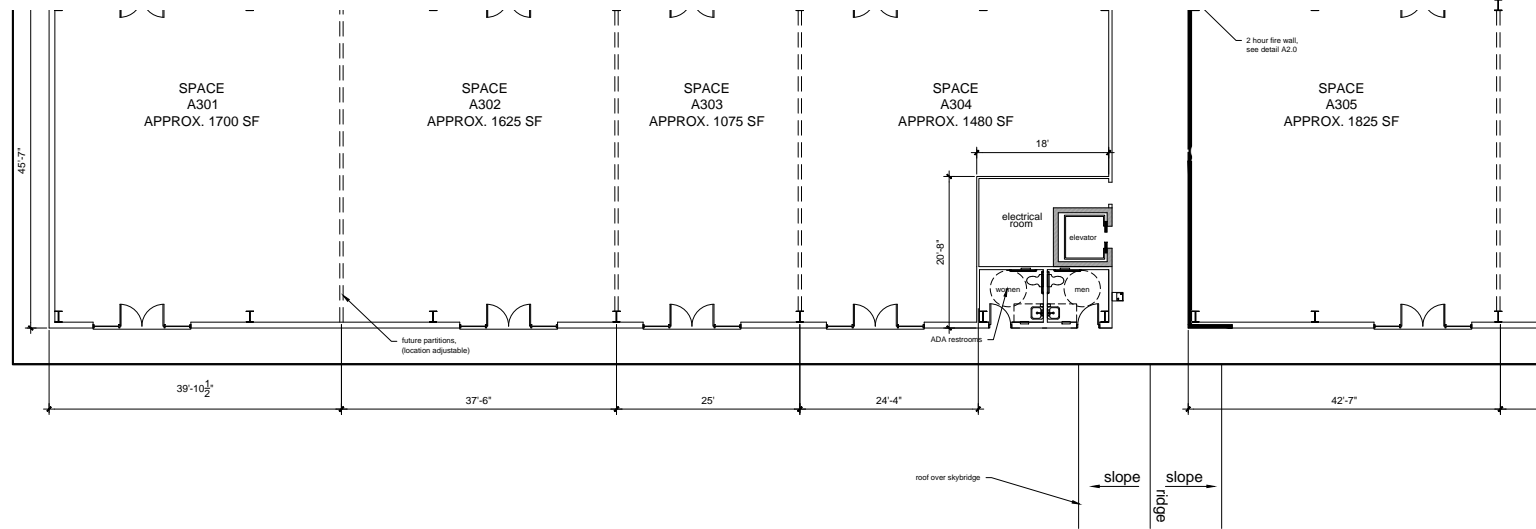 2 hour fire wall,
see detail A2.0
SPACE
A301
APPROX. 1700 SF
SPACE
A302
APPROX. 1625 SF
SPACE
A303
APPROX. 1075 SF
SPACE
A304
APPROX. 1480 SF
SPACE
A305
APPROX. 1825 SF
45'-7"
18'
20'-8"
electrical
room
elevator
women
men
ADA restrooms
future partitions,
(location adjustable)
39'-10 1/2"
37'-6"
25'
24'-4"
42'-7"
roof over skybridge
slope
slope
ridge